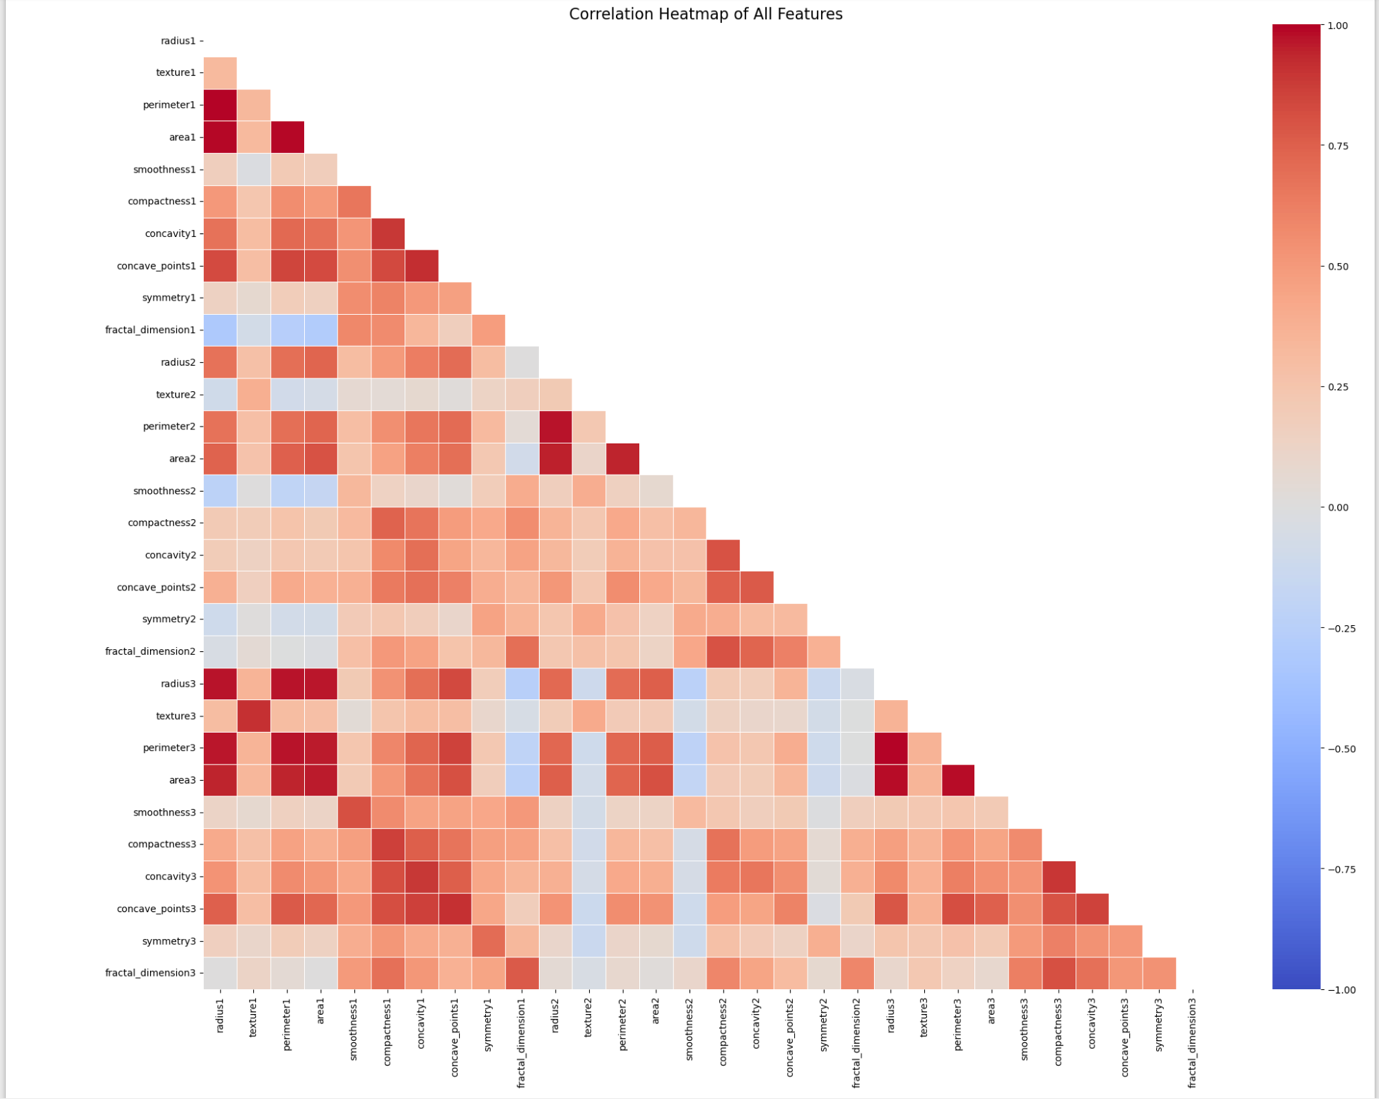 Correlation Heatmap of All Features
radius1
texture1
perimeter1
area1
smoothness1
compactness1
concavity1
concave_points1
symmetry1
fractal_dimension1
radius2
texture2
perimeter2
area2
smoothness2
compactness2
concavity2
concave_points2
symmetry2
fractal_dimension2
radius3
texture3
perimeter3
area3
smoothness3
compactness3
concavity3
concave_points3
symmetry3
fractal_dimension3
radius1
texture1
perimeter1
area1
smoothness1
compactness1
concavity1
concave_points1
symmetry1
fractal_dimension1
radius2
texture2
perimeter2
area2
smoothness2
compactness2
concavity2
concave_points2
symmetry2
fractal_dimension2
radius3
texture3
perimeter3
area3
smoothness3
compactness3
concavity3
concave_points3
symmetry3
fractal_dimension3
1.00
0.75
0.50
0.25
0.00
−0.25
−0.50
−0.75
−1.00